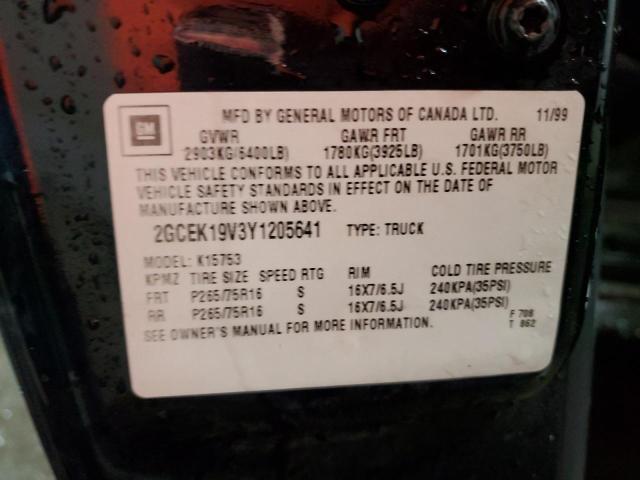 MFD BY GENERAL MOTORS OF CANADA LTD. 11/99
GM
GVWR GAWR FRT GAWR RR
2903KG(6400LB) 1780KG(3925LB) 1701KG(3750LB)
THIS VEHICLE CONFORMS TO ALL APPLICABLE U.S. FEDERAL MOTOR
VEHICLE SAFETY STANDARDS IN EFFECT ON THE DATE OF
MANUFACTURE SHOWN ABOVE.
2GCEK19V3Y1205641 TYPE: TRUCK
MODEL: K15753
KPMZ TIRE SIZE SPEED RTG RIM COLD TIRE PRESSURE
FRT P265/75R16 S 16X7/6.5J 240KPA(35PSI)
RR P265/75R16 S 16X7/6.5J 240KPA(35PSI)
SEE OWNER'S MANUAL FOR MORE INFORMATION.
F 708
T 862